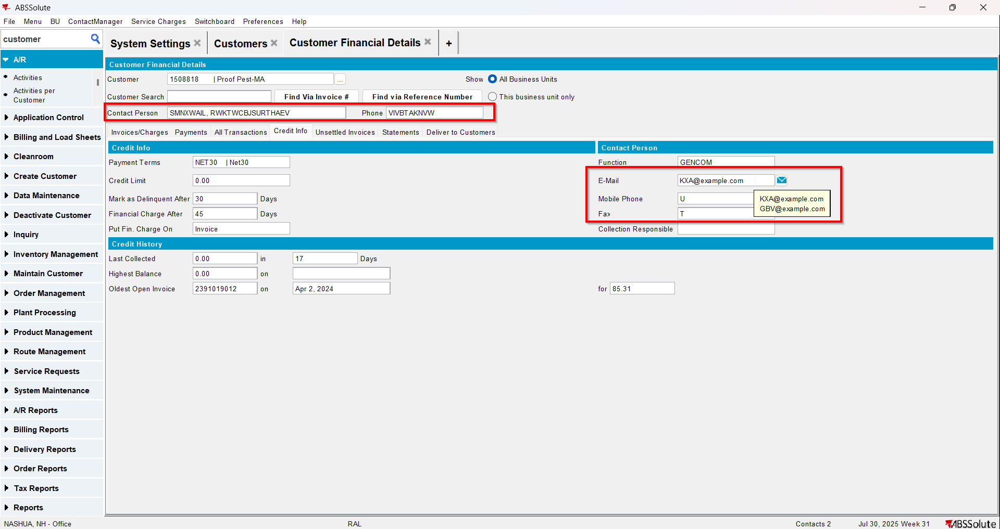 ABSSolute
File Menu BU ContactManager Service Charges Switchboard Preferences Help
customer
System Settings
Customers
Customer Financial Details
+
A/R
Activities
Activities per
Customer
Application Control
Billing and Load Sheets
Cleanroom
Create Customer
Data Maintenance
Deactivate Customer
Inquiry
Inventory Management
Maintain Customer
Order Management
Plant Processing
Product Management
Route Management
Service Requests
System Maintenance
A/R Reports
Billing Reports
Delivery Reports
Order Reports
Tax Reports
Reports
Customer Financial Details
Customer 1508818 | Proof Pest-MA ... Show All Business Units
Customer Search Find Via Invoice # Find via Reference Number This business unit only
Contact Person SMNXWAIL, RWKTWCBJSURTHAEV Phone VIVBTAKNVW
Invoices/Charges Payments All Transactions Credit Info Unsettled Invoices Statements Deliver to Customers
Credit Info
Payment Terms NET30 | Net30
Credit Limit 0.00
Mark as Delinquent After 30 Days
Financial Charge After 45 Days
Put Fin. Charge On Invoice
Contact Person
Function GENCOM
E-Mail KXA@example.com
Mobile Phone U
Fax T
KXA@example.com
GBV@example.com
Collection Responsible
Credit History
Last Collected 0.00 in 17 Days
Highest Balance 0.00 on
Oldest Open Invoice 2391019012 on Apr 2, 2024 for 85.31
NASHUA, NH - Office RAL Contacts 2 Jul 30, 2025 Week 31 ABSSolute